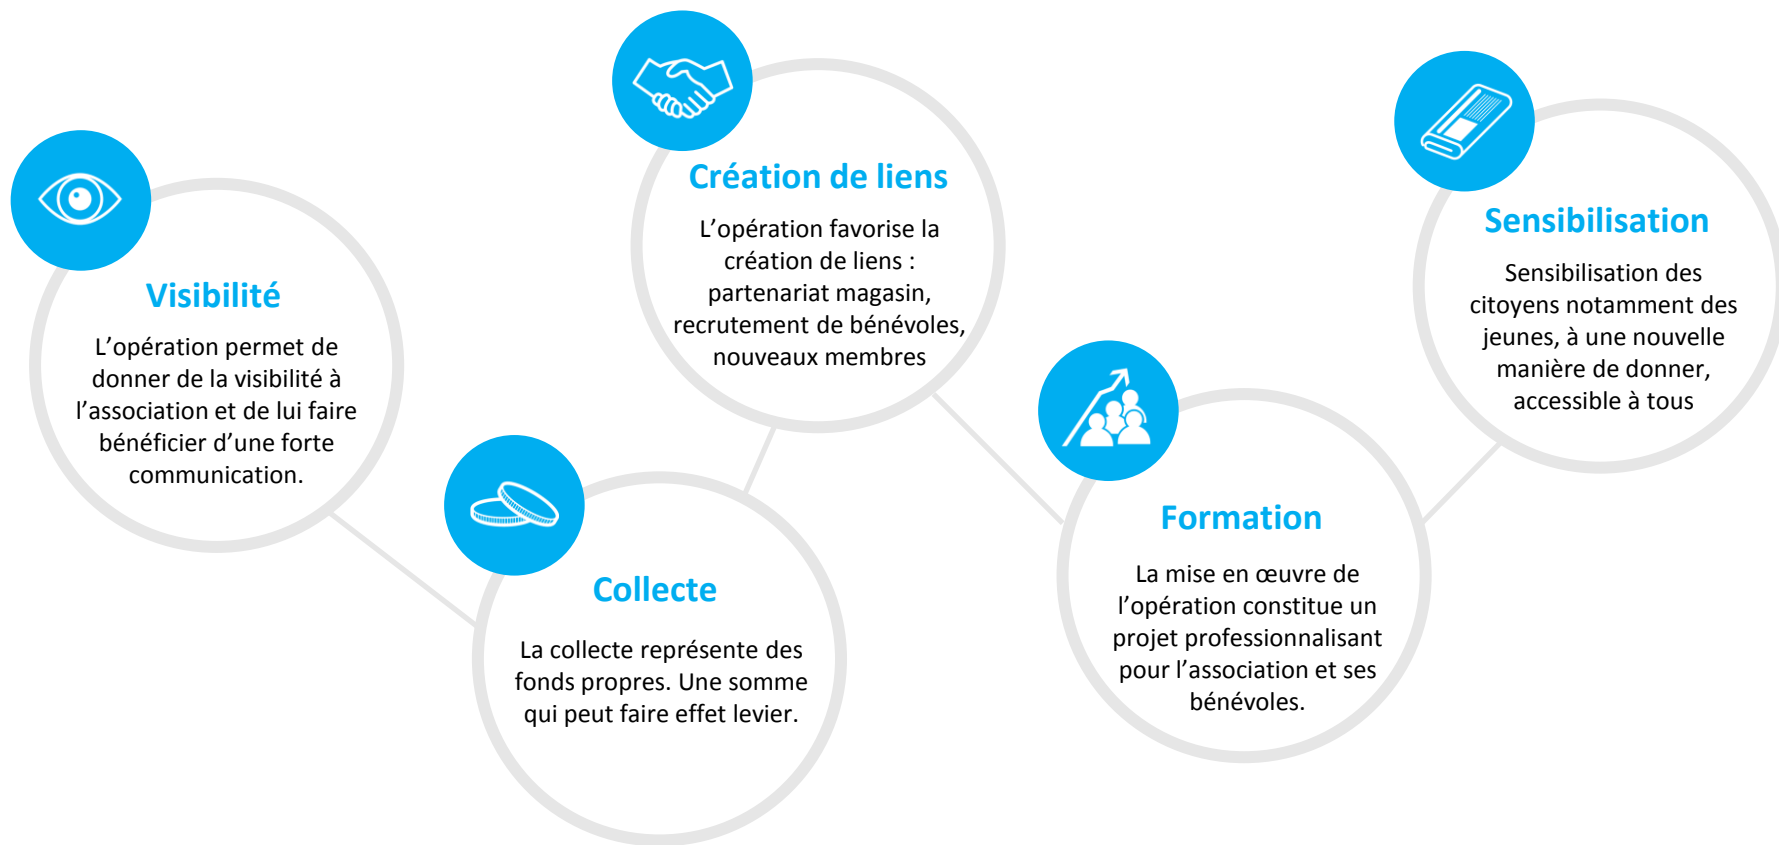 Visibilité
L’opération permet de
donner de la visibilité à
l’association et de lui faire
bénéficier d’une forte
communication.
Collecte
La collecte représente des
fonds propres. Une somme
qui peut faire effet levier.
Création de liens
L’opération favorise la
création de liens :
partenariat magasin,
recrutement de bénévoles,
nouveaux membres
Formation
La mise en œuvre de
l’opération constitue un
projet professionnalisant
pour l’association et ses
bénévoles.
Sensibilisation
Sensibilisation des
citoyens notamment des
jeunes, à une nouvelle
manière de donner,
accessible à tous